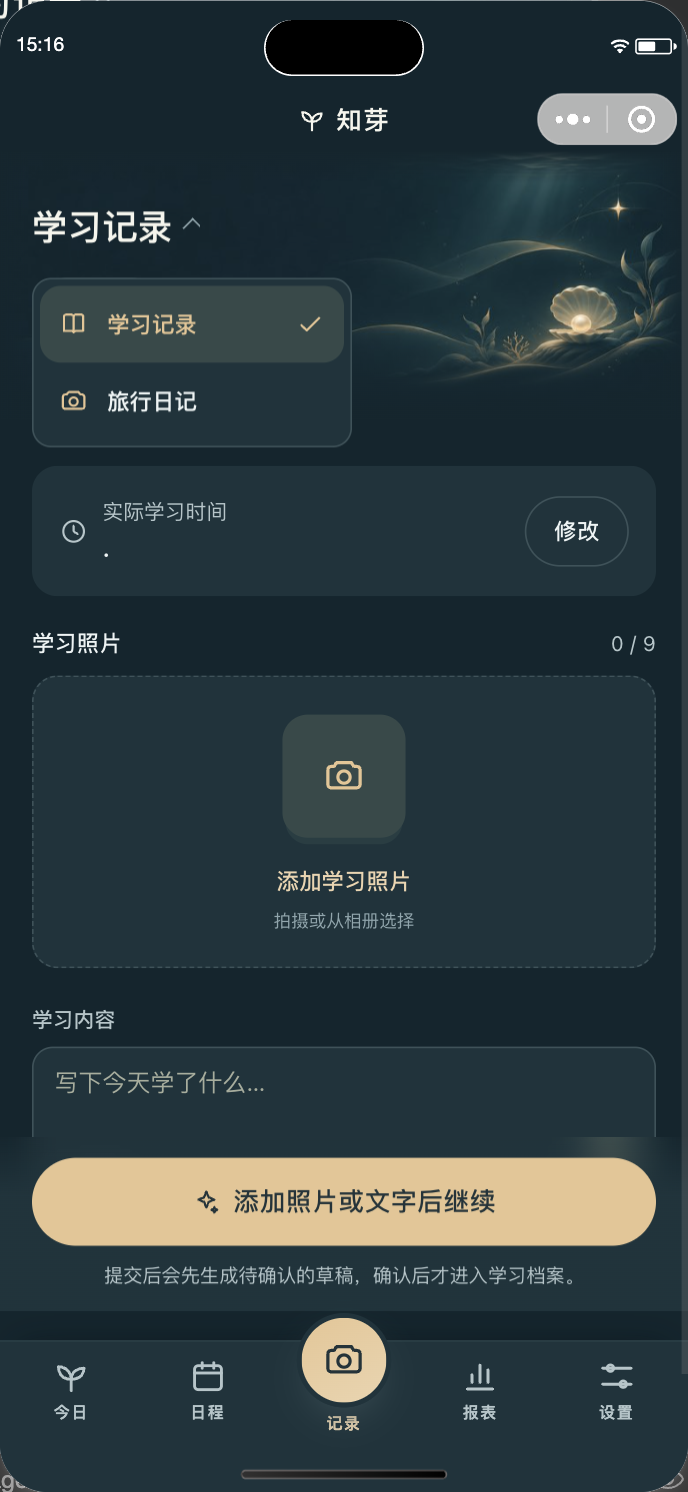 15:16
知芽
学习记录
学习记录
旅行日记
实际学习时间
·
修改
学习照片
0 / 9
添加学习照片
拍摄或从相册选择
学习内容
写下今天学了什么...
添加照片或文字后继续
提交后会先生成待确认的草稿，确认后才进入学习档案。
今日
日程
记录
报表
设置